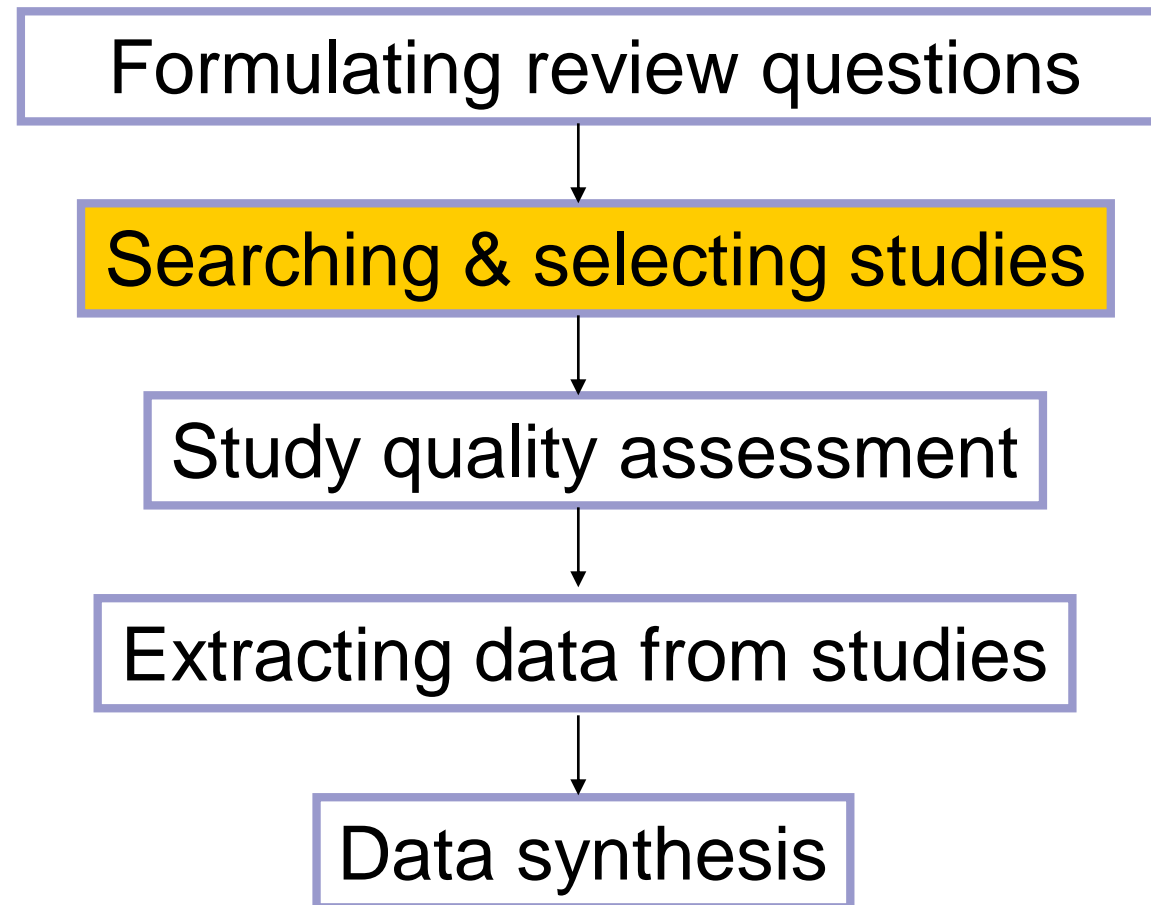 Formulating review questions
Searching & selecting studies
Study quality assessment
Extracting data from studies
Data synthesis